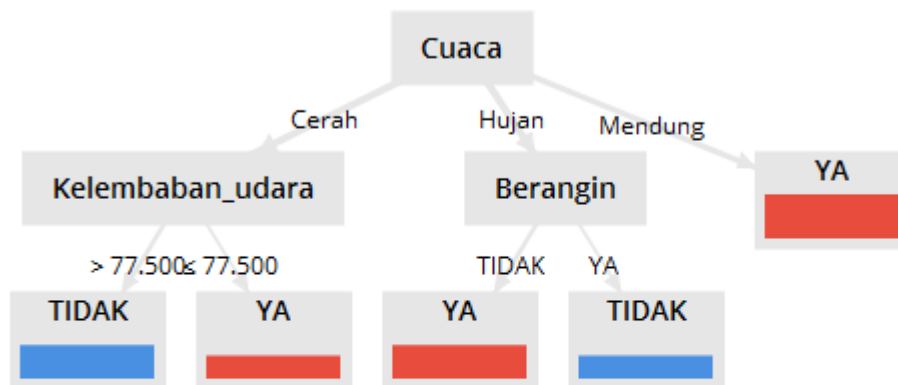 Cuaca
Cerah
Hujan
Mendung
Kelembaban_udara
Berangin
YA
> 77.500
≤ 77.500
TIDAK
YA
TIDAK
YA
YA
TIDAK